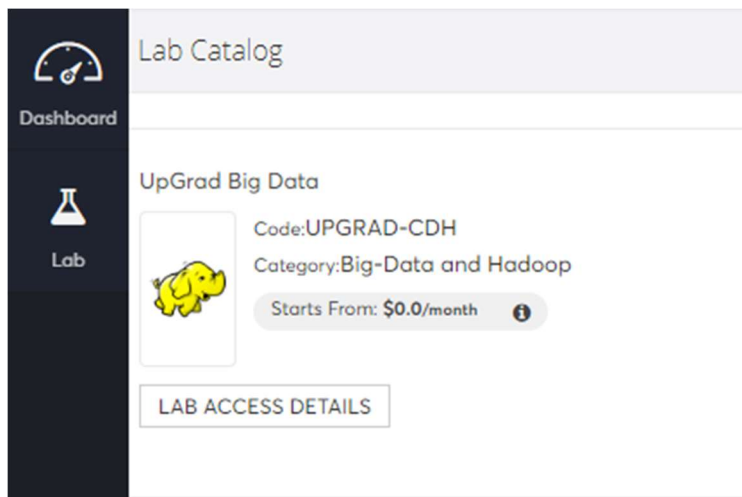 Lab Catalog
Dashboard
UpGrad Big Data
Code:UPGRAD-CDH
Lab
Category:Big-Data and Hadoop
Starts From: $0.0/month
LAB ACCESS DETAILS